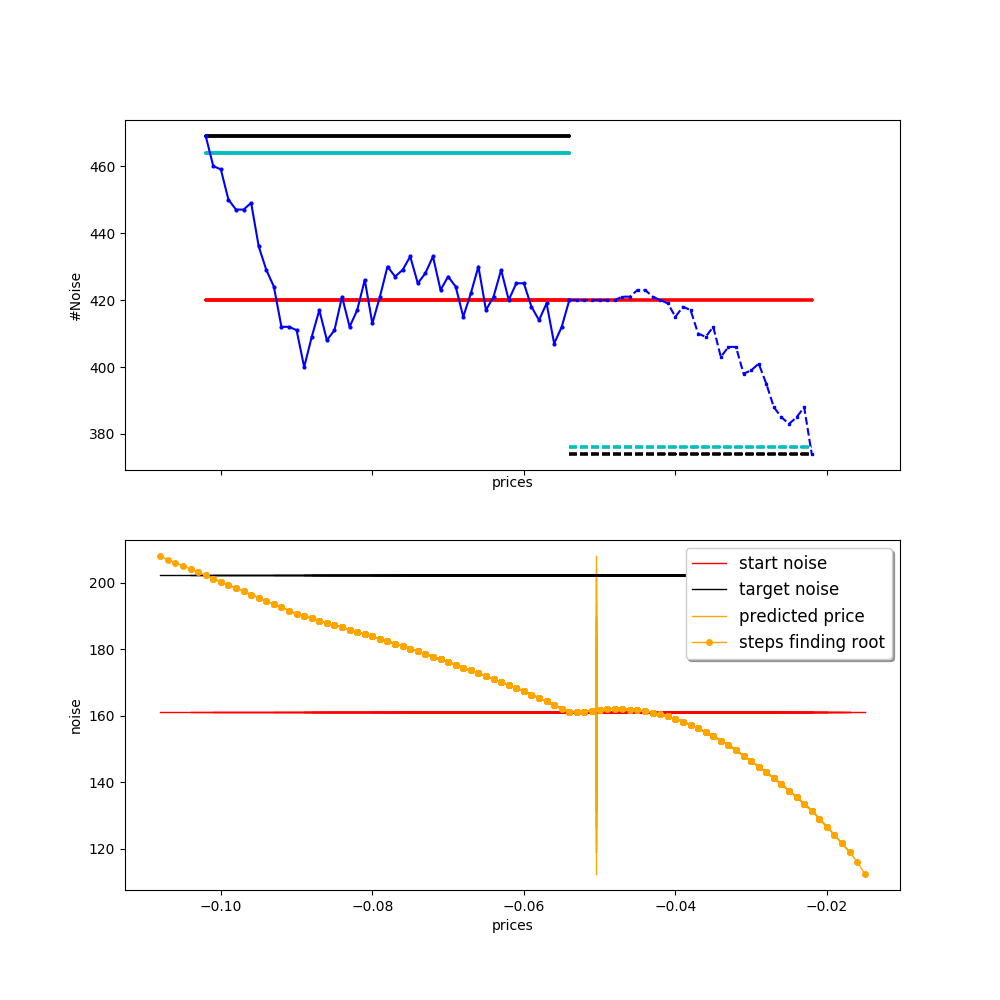 460
440
420
400
380
#Noise
prices
200
180
160
140
120
noise
start noise
target noise
predicted price
steps finding root
−0.10 −0.08 −0.06 −0.04 −0.02
prices